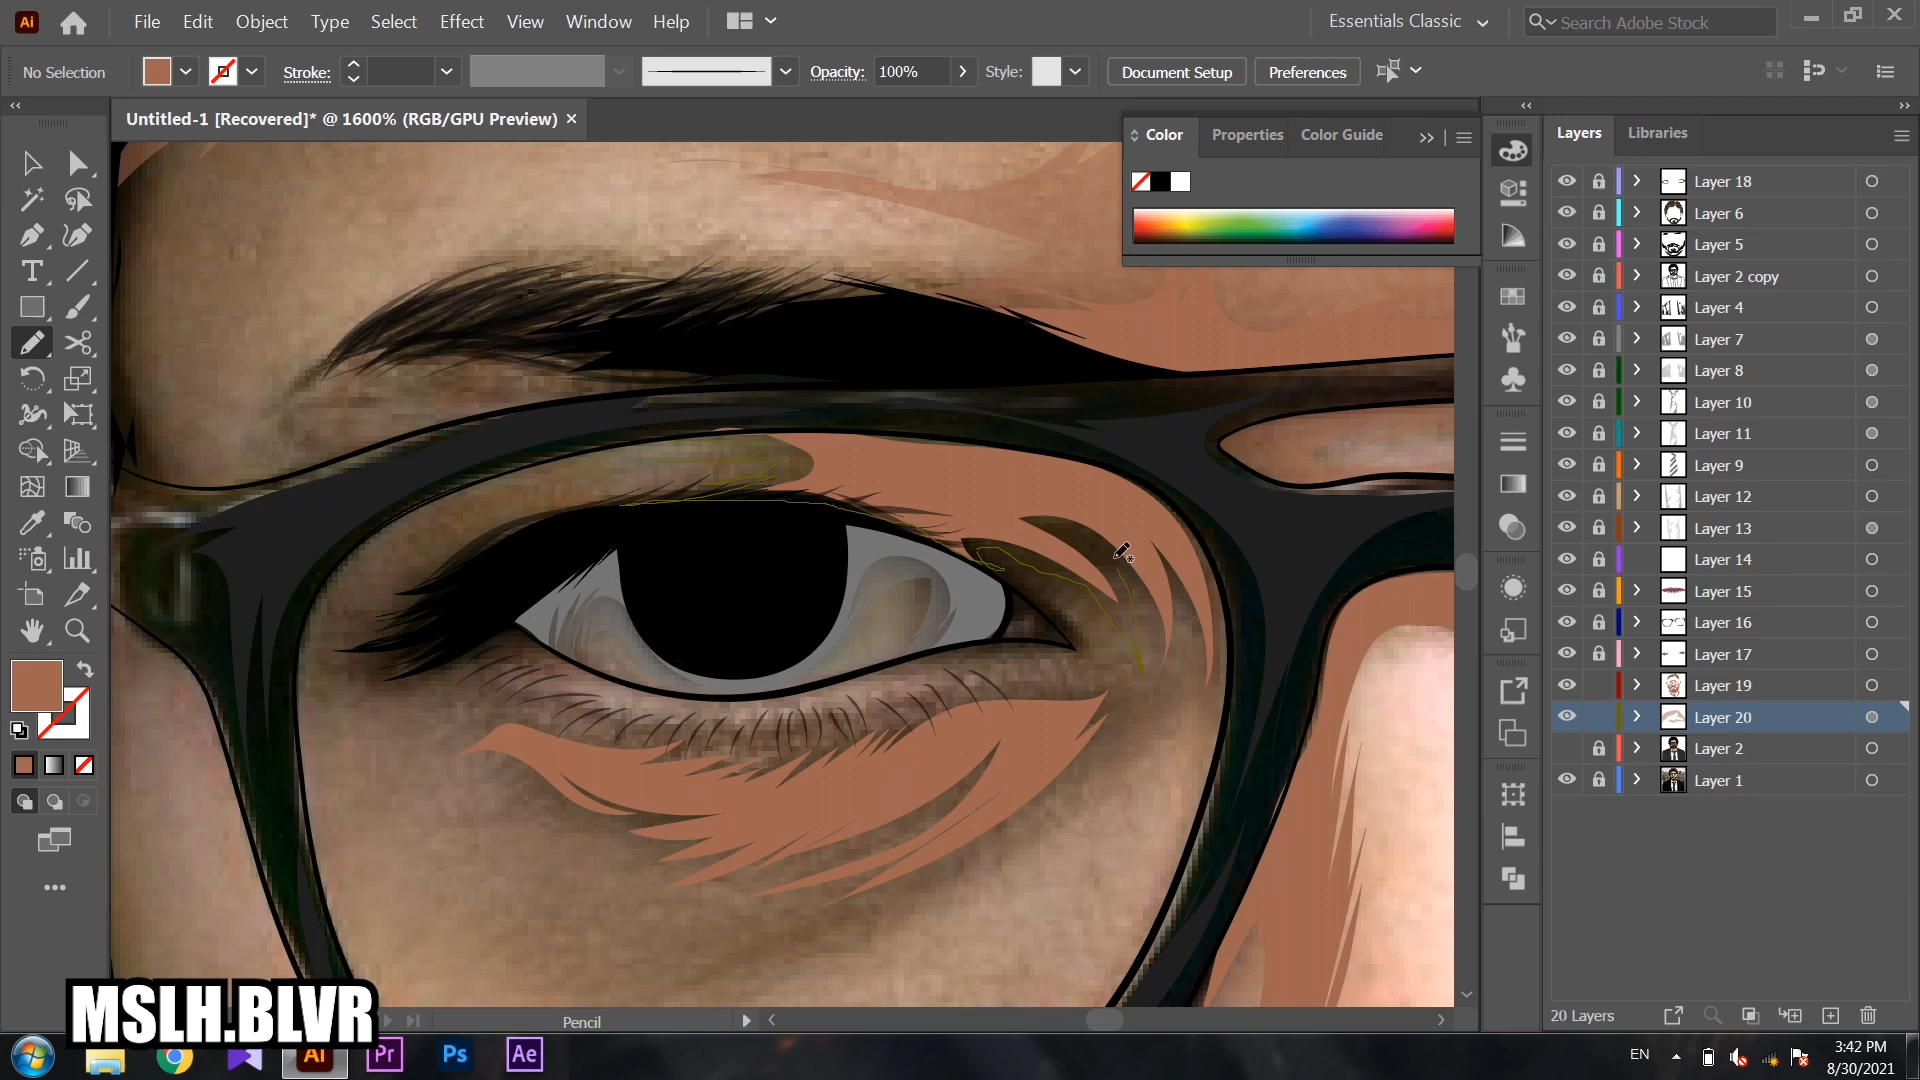 Ai File Edit Object Type Select Effect View Window Help Essentials Classic Search Adobe Stock
No Selection Stroke: Opacity: 100% Style: Document Setup Preferences
Untitled-1 [Recovered]* @ 1600% (RGB/GPU Preview)
Color Properties Color Guide
Layers Libraries
Layer 18
Layer 6
Layer 5
Layer 2 copy
Layer 4
Layer 7
Layer 8
Layer 10
Layer 11
Layer 9
Layer 12
Layer 13
Layer 14
Layer 15
Layer 16
Layer 17
Layer 19
Layer 20
Layer 2
Layer 1
MSLH.BLVR
Pencil
20 Layers
Ai Pr Ps Ae
EN
3:42 PM
8/30/2021